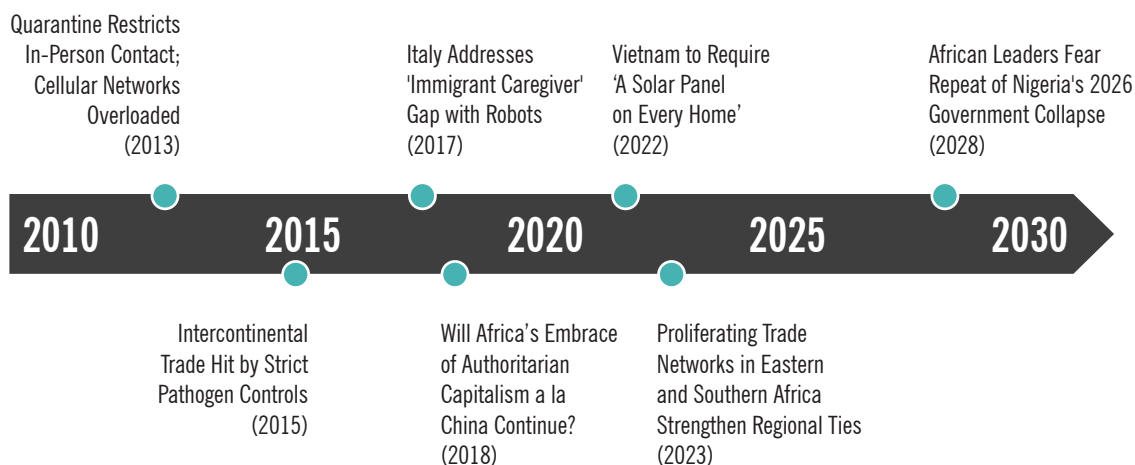 Quarantine Restricts
In-Person Contact;
Cellular Networks
Overloaded
(2013)
Italy Addresses
'Immigrant Caregiver'
Gap with Robots
(2017)
Vietnam to Require
‘A Solar Panel
on Every Home’
(2022)
African Leaders Fear
Repeat of Nigeria's 2026
Government Collapse
(2028)
2010 2015 2020 2025 2030
Intercontinental
Trade Hit by Strict
Pathogen Controls
(2015)
Will Africa’s Embrace
of Authoritarian
Capitalism a la
China Continue?
(2018)
Proliferating Trade
Networks in Eastern
and Southern Africa
Strengthen Regional Ties
(2023)